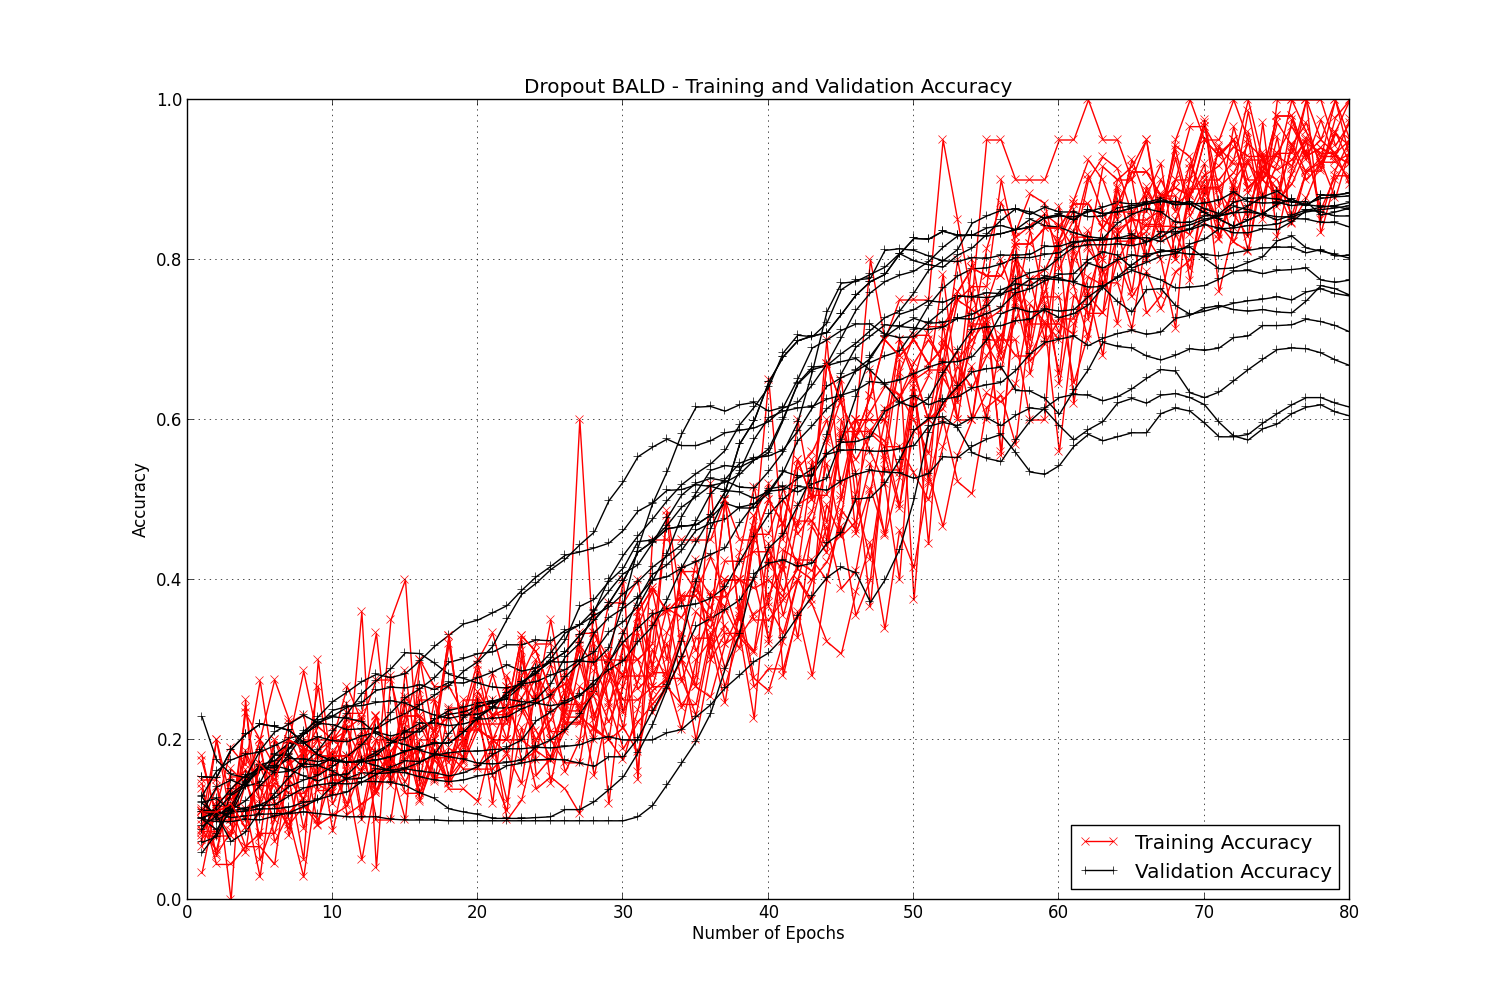 Dropout BALD - Training and Validation Accuracy
1.0
0.8
0.6
0.4
0.2
0.0
Accuracy
0 10 20 30 40 50 60 70 80
Number of Epochs
Training Accuracy
Validation Accuracy